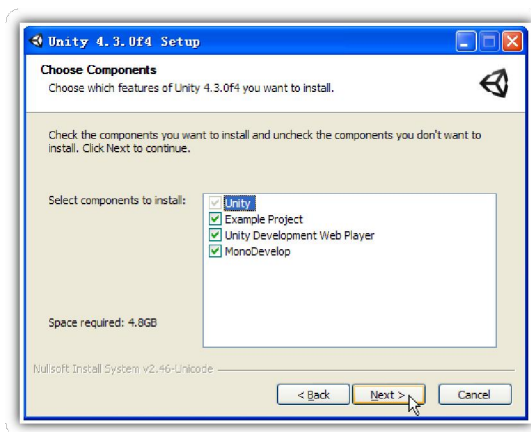 Unity 4.3.0f4 Setup
Choose Components
Choose which features of Unity 4.3.0f4 you want to install.
Check the components you want to install and uncheck the components you don't want to
install. Click Next to continue.
Select components to install:
Unity
Example Project
Unity Development Web Player
MonoDevelop
Space required: 4.8GB
Nullsoft Install System v2.46-Unicode
< Back
Next >
Cancel